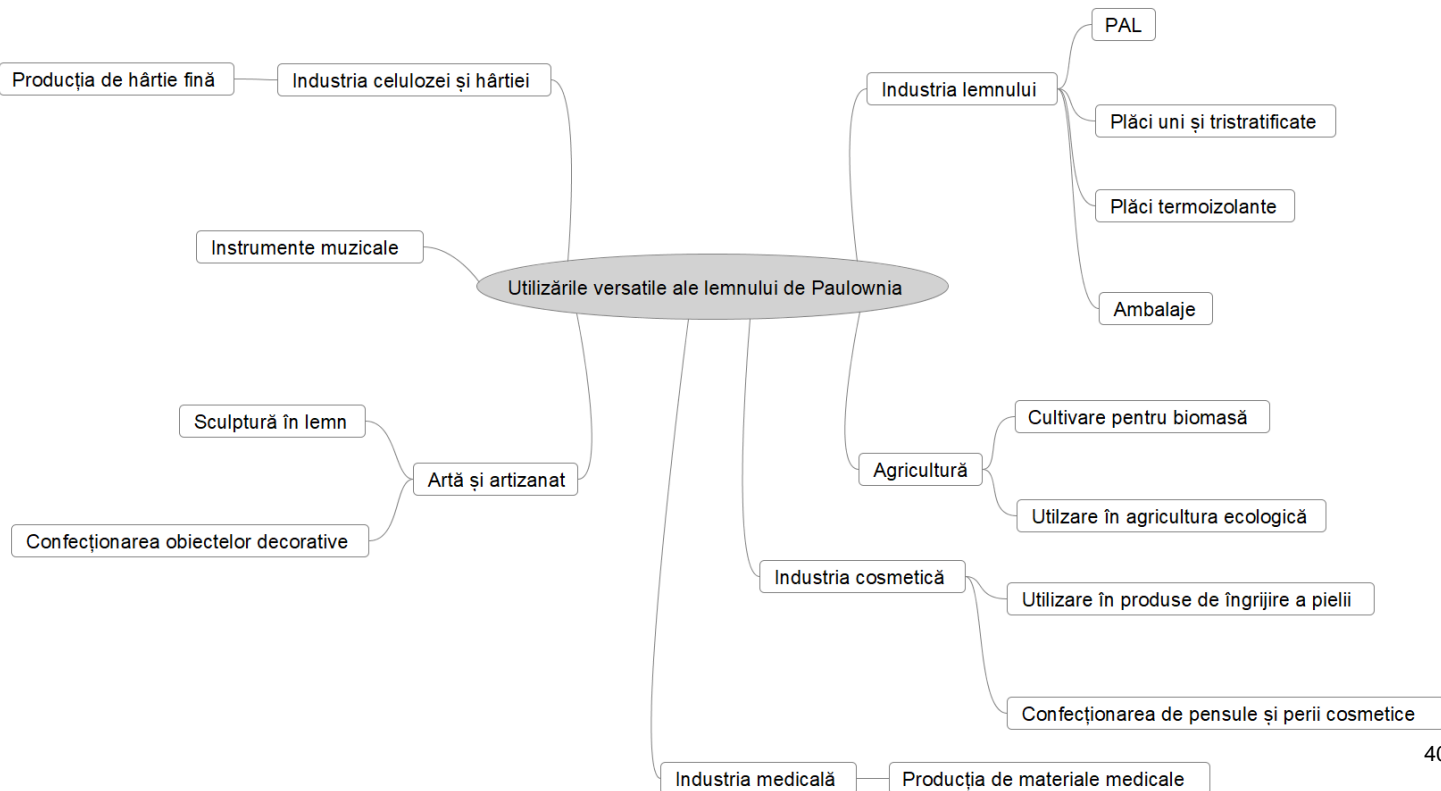 Utilizările versatile ale lemnului de Paulownia
Industria lemnului
PAL
Plăci uni și tristratificate
Plăci termoizolante
Ambalaje
Agricultură
Cultivare pentru biomasă
Utilzare în agricultura ecologică
Industria cosmetică
Utilizare în produse de îngrijire a pielii
Confecționarea de pensule și perii cosmetice
Industria medicală
Producția de materiale medicale
Artă și artizanat
Sculptură în lemn
Confecționarea obiectelor decorative
Instrumente muzicale
Industria celulozei și hârtiei
Producția de hârtie fină
40